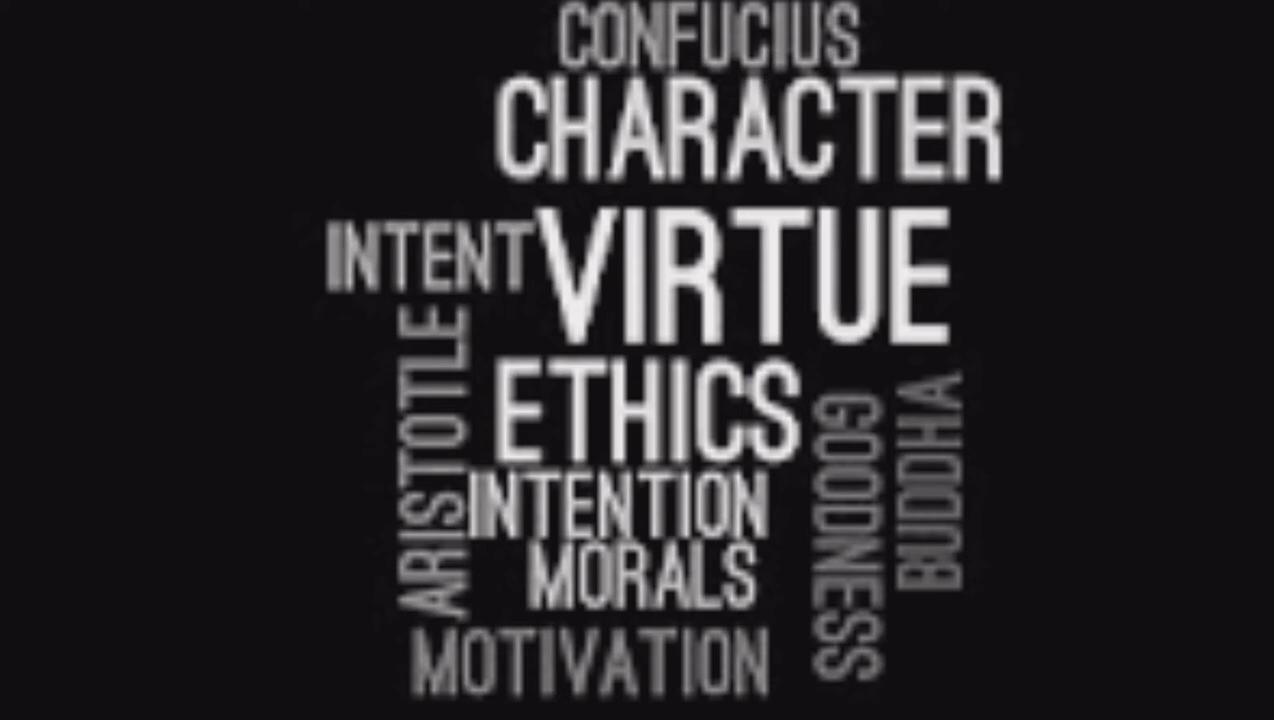 CONFUCIUS
CHARACTER
INTENT
VIRTUE
ARISTOTLE
ETHICS
GOODNESS
BUDDHA
INTENTION
MORALS
MOTIVATION